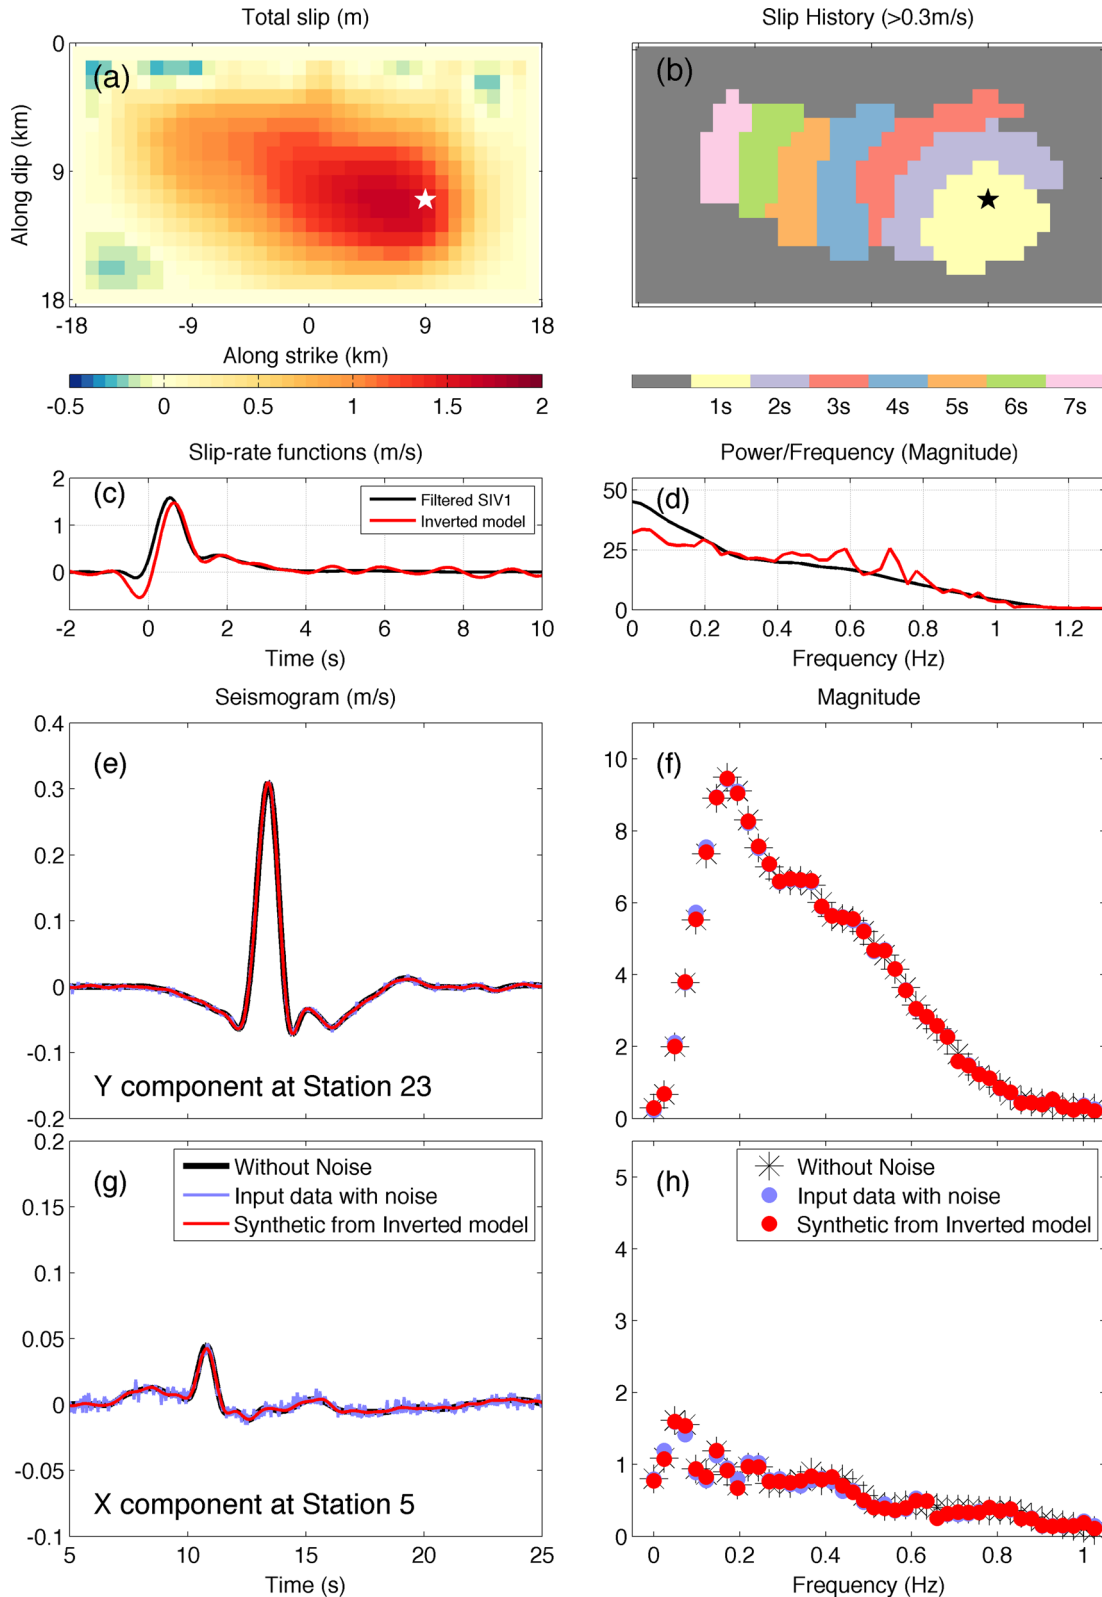 Total slip (m)
Slip History (>0.3m/s)
(a)
(b)
0
9
18
Along dip (km)
-18
-9
0
9
18
Along strike (km)
-0.5
0
0.5
1
1.5
2
1s
2s
3s
4s
5s
6s
7s
Slip-rate functions (m/s)
Power/Frequency (Magnitude)
(c)
Filtered SIV1
Inverted model
2
1
0
-2
0
2
4
6
8
10
Time (s)
(d)
50
25
0
0
0.2
0.4
0.6
0.8
1
1.2
Frequency (Hz)
Seismogram (m/s)
Magnitude
(e)
0.4
0.3
0.2
0.1
0
-0.1
-0.2
Y component at Station 23
(f)
10
8
6
4
2
0
(g)
Without Noise
Input data with noise
Synthetic from Inverted model
0.2
0.15
0.1
0.05
0
-0.05
-0.1
X component at Station 5
5
10
15
20
25
Time (s)
(h)
Without Noise
Input data with noise
Synthetic from Inverted model
5
4
3
2
1
0
0
0.2
0.4
0.6
0.8
1
Frequency (Hz)